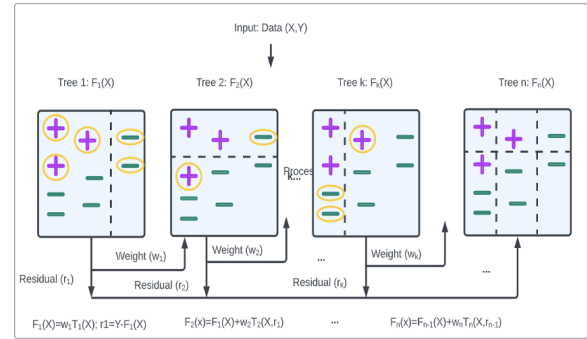 Input: Data (X,Y)
Tree 1: F₁(X)
Tree 2: F₂(X)
Tree k: Fₖ(X)
Tree n: Fₙ(X)
Proces
k...
Weight (w₁)
Weight (w₂)
...
Weight (wₖ)
...
Residual (r₁)
Residual (r₂)
Residual (rₖ)
F₁(X)=w₁T₁(X); r1=Y-F₁(X)
F₂(x)=F₁(X)+w₂T₂(X,r₁)
...
Fₙ(x)=Fₙ₋₁(X)+wₙTₙ(X,rₙ₋₁)